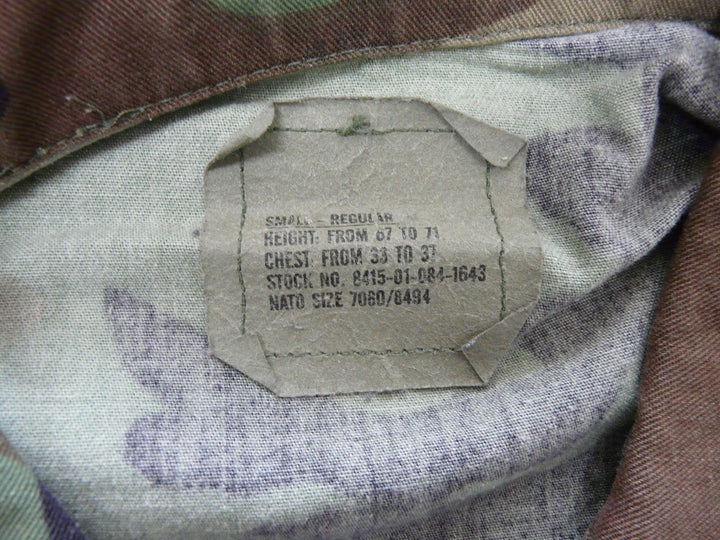 SMALL - REGULAR
HEIGHT: FROM 67 TO 71
CHEST: FROM 33 TO 37
STOCK NO. 8415-01-084-1643
NATO SIZE 7080/8494